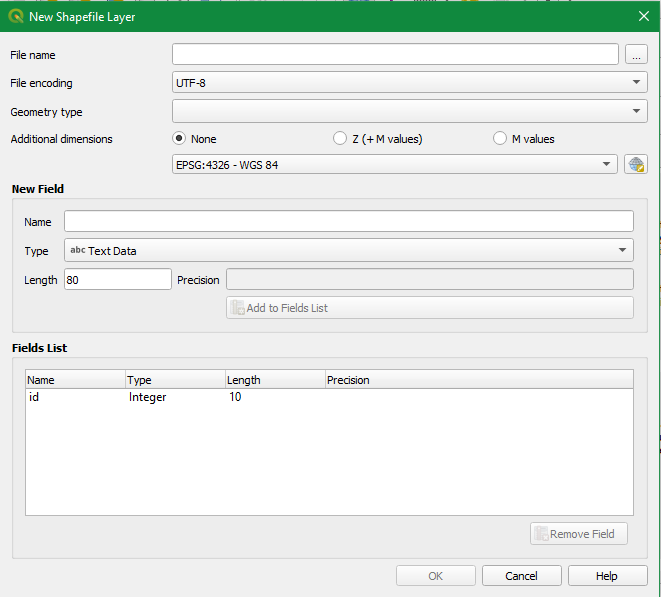 New Shapefile Layer
File name
...
File encoding UTF-8
Geometry type
Additional dimensions None Z (+ M values) M values
EPSG:4326 - WGS 84
New Field
Name
Type abc Text Data
Length 80 Precision
Add to Fields List
Fields List
Name Type Length Precision
id Integer 10
Remove Field
OK Cancel Help